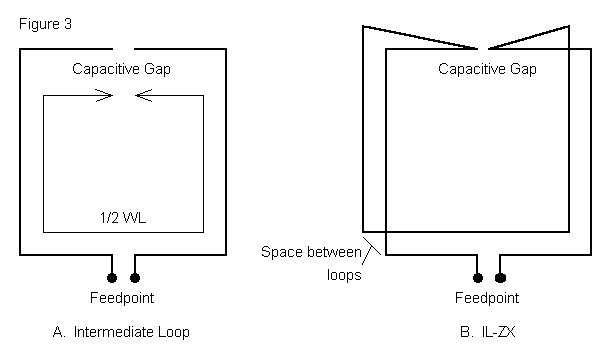 Figure 3
Capacitive Gap
1/2 WL
Feedpoint
A. Intermediate Loop
Capacitive Gap
Space between
loops
Feedpoint
B. IL-ZX